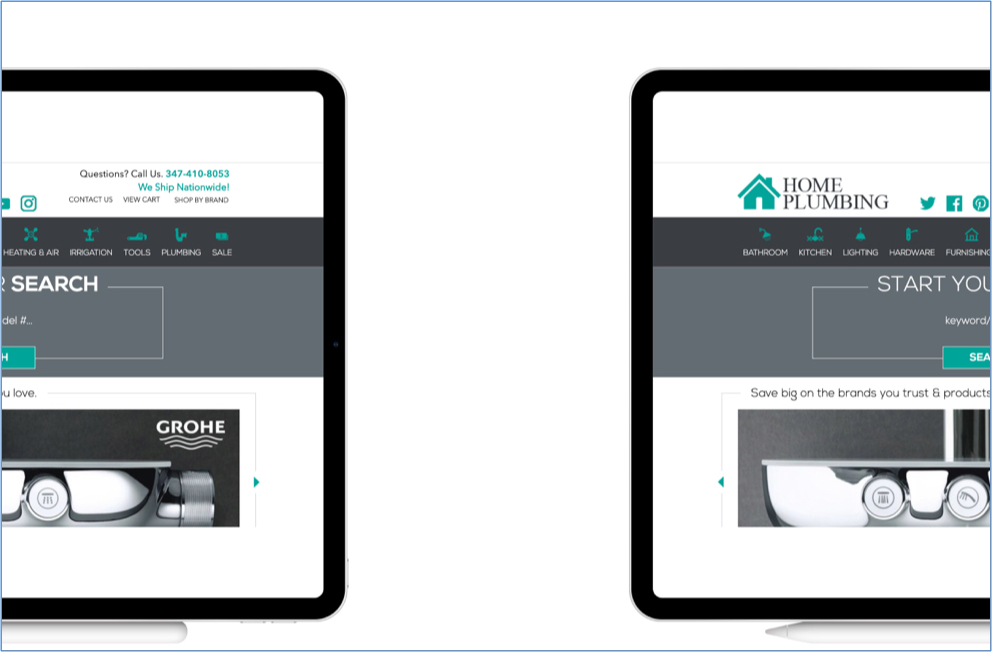 Questions? Call Us. 347-410-8053
We Ship Nationwide!
CONTACT US VIEW CART SHOP BY BRAND
HEATING & AIR IRRIGATION TOOLS PLUMBING SALE
R SEARCH
del #...
H
u love.
GROHE
HOME
PLUMBING
BATHROOM KITCHEN LIGHTING HARDWARE FURNISHING
START YOU
keyword/
SEA
Save big on the brands you trust & products